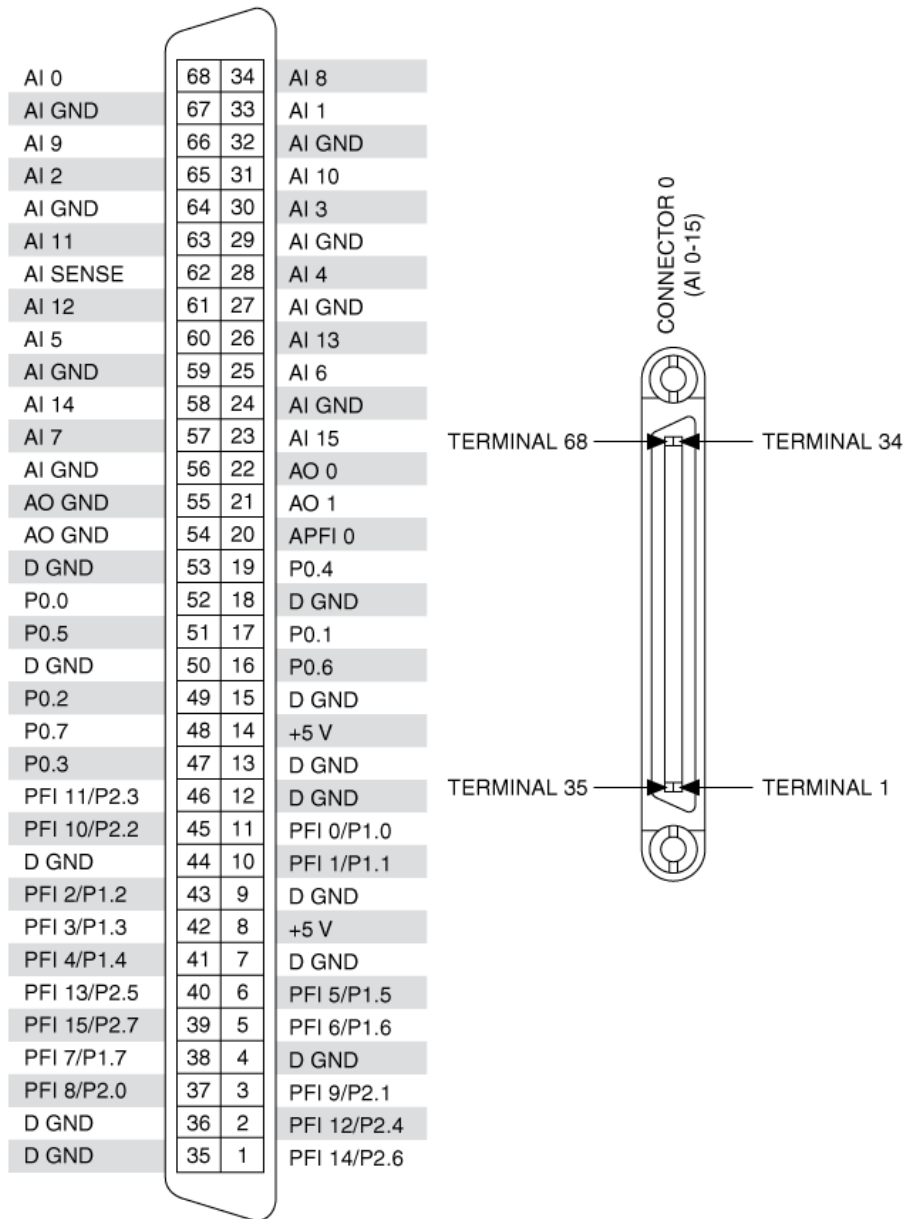 AI 0 68 34 AI 8
AI GND 67 33 AI 1
AI 9 66 32 AI GND
AI 2 65 31 AI 10
AI GND 64 30 AI 3
AI 11 63 29 AI GND
AI SENSE 62 28 AI 4
AI 12 61 27 AI GND
AI 5 60 26 AI 13
AI GND 59 25 AI 6
AI 14 58 24 AI GND
AI 7 57 23 AI 15
AI GND 56 22 AO 0
AO GND 55 21 AO 1
AO GND 54 20 APFI 0
D GND 53 19 P0.4
P0.0 52 18 D GND
P0.5 51 17 P0.1
D GND 50 16 P0.6
P0.2 49 15 D GND
P0.7 48 14 +5 V
P0.3 47 13 D GND
PFI 11/P2.3 46 12 D GND
PFI 10/P2.2 45 11 PFI 0/P1.0
D GND 44 10 PFI 1/P1.1
PFI 2/P1.2 43 9 D GND
PFI 3/P1.3 42 8 +5 V
PFI 4/P1.4 41 7 D GND
PFI 13/P2.5 40 6 PFI 5/P1.5
PFI 15/P2.7 39 5 PFI 6/P1.6
PFI 7/P1.7 38 4 D GND
PFI 8/P2.0 37 3 PFI 9/P2.1
D GND 36 2 PFI 12/P2.4
D GND 35 1 PFI 14/P2.6
CONNECTOR 0
(AI 0-15)
TERMINAL 68 TERMINAL 34
TERMINAL 35 TERMINAL 1